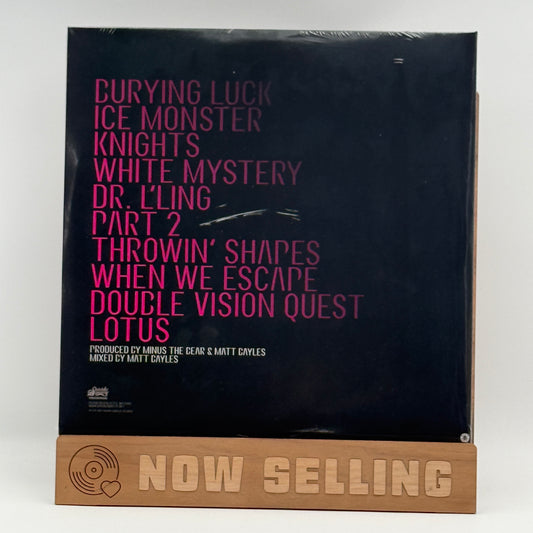 BURYING LUCK
ICE MONSTER
KNIGHTS
WHITE MYSTERY
DR. L'LING
PART 2
THROWIN' SHAPES
WHEN WE ESCAPE
DOUBLE VISION QUEST
LOTUS
PRODUCED BY MINUS THE BEAR & MATT BAYLES
MIXED BY MATT BAYLES
NOW SELLING